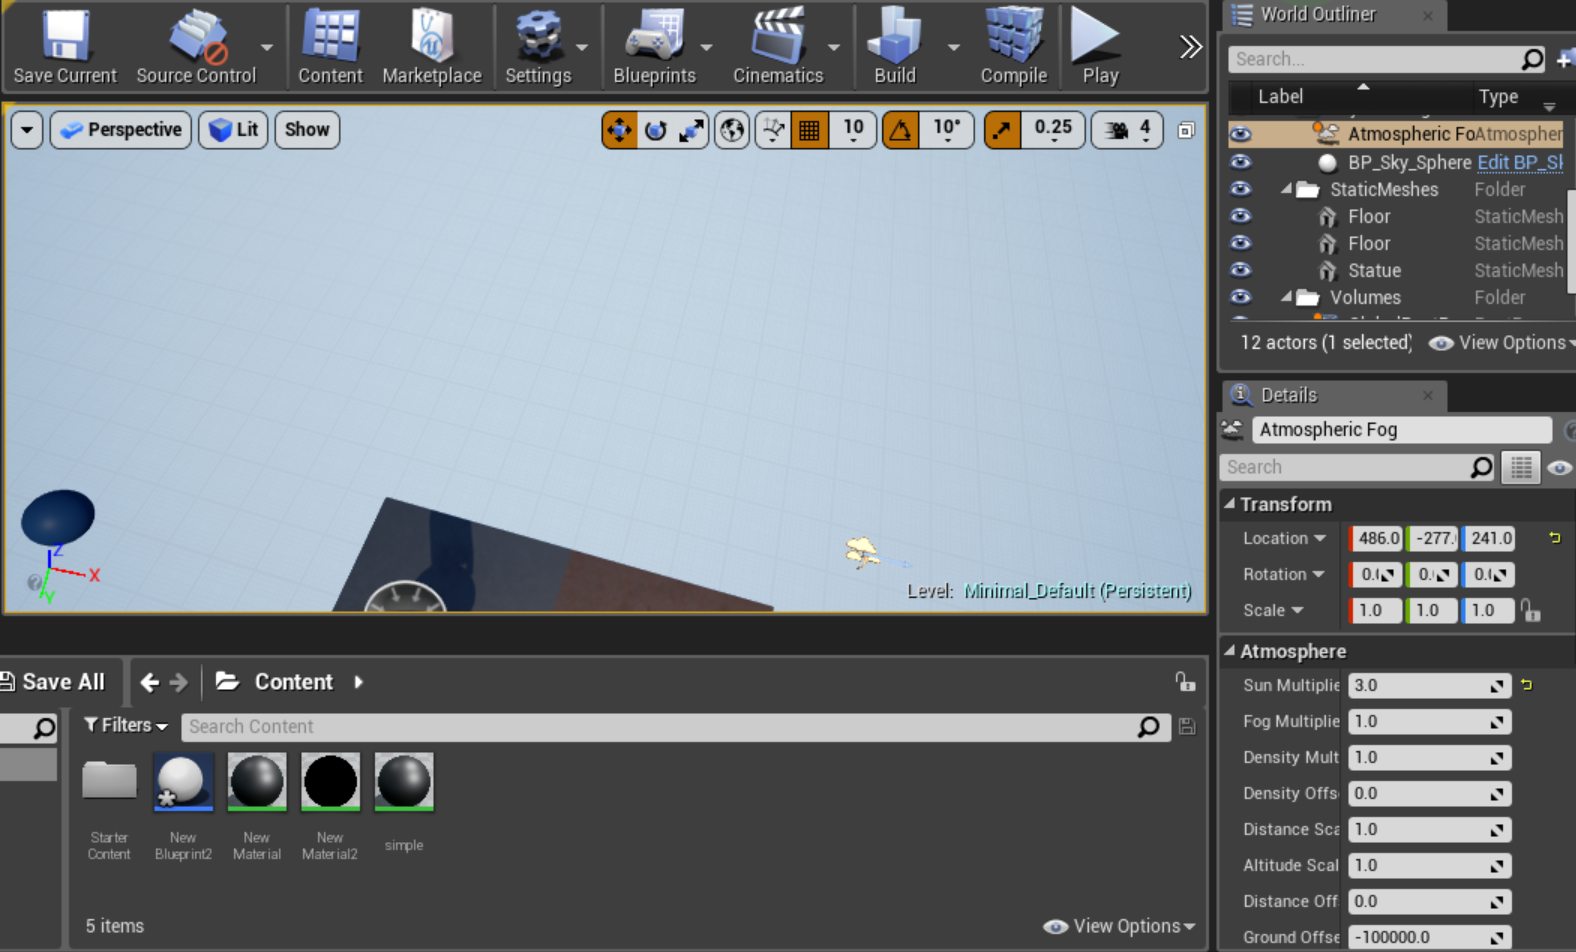 Save Current Source Control Content Marketplace Settings Blueprints Cinematics Build Compile Play
Perspective Lit Show 10 10° 0.25 4
X
Z
Y
Level: Minimal_Default (Persistent)
World Outliner
Search...
Label Type
Atmospheric Fo Atmospher
BP_Sky_Sphere Edit BP_Sk
StaticMeshes Folder
Floor StaticMesh
Floor StaticMesh
Statue StaticMesh
Volumes Folder
12 actors (1 selected) View Options
Details
Atmospheric Fog
Search
Transform
Location 486.0 -277. 241.0
Rotation 0.( 0.( 0.(
Scale 1.0 1.0 1.0
Atmosphere
Sun Multiplie 3.0
Fog Multiplie 1.0
Density Mult 1.0
Density Offs 0.0
Distance Sca 1.0
Altitude Scal 1.0
Distance Off 0.0
Ground Offse -100000.0
Save All Content
Filters Search Content
Starter
Content
New
Blueprint2
New
Material
New
Material2
simple
5 items View Options